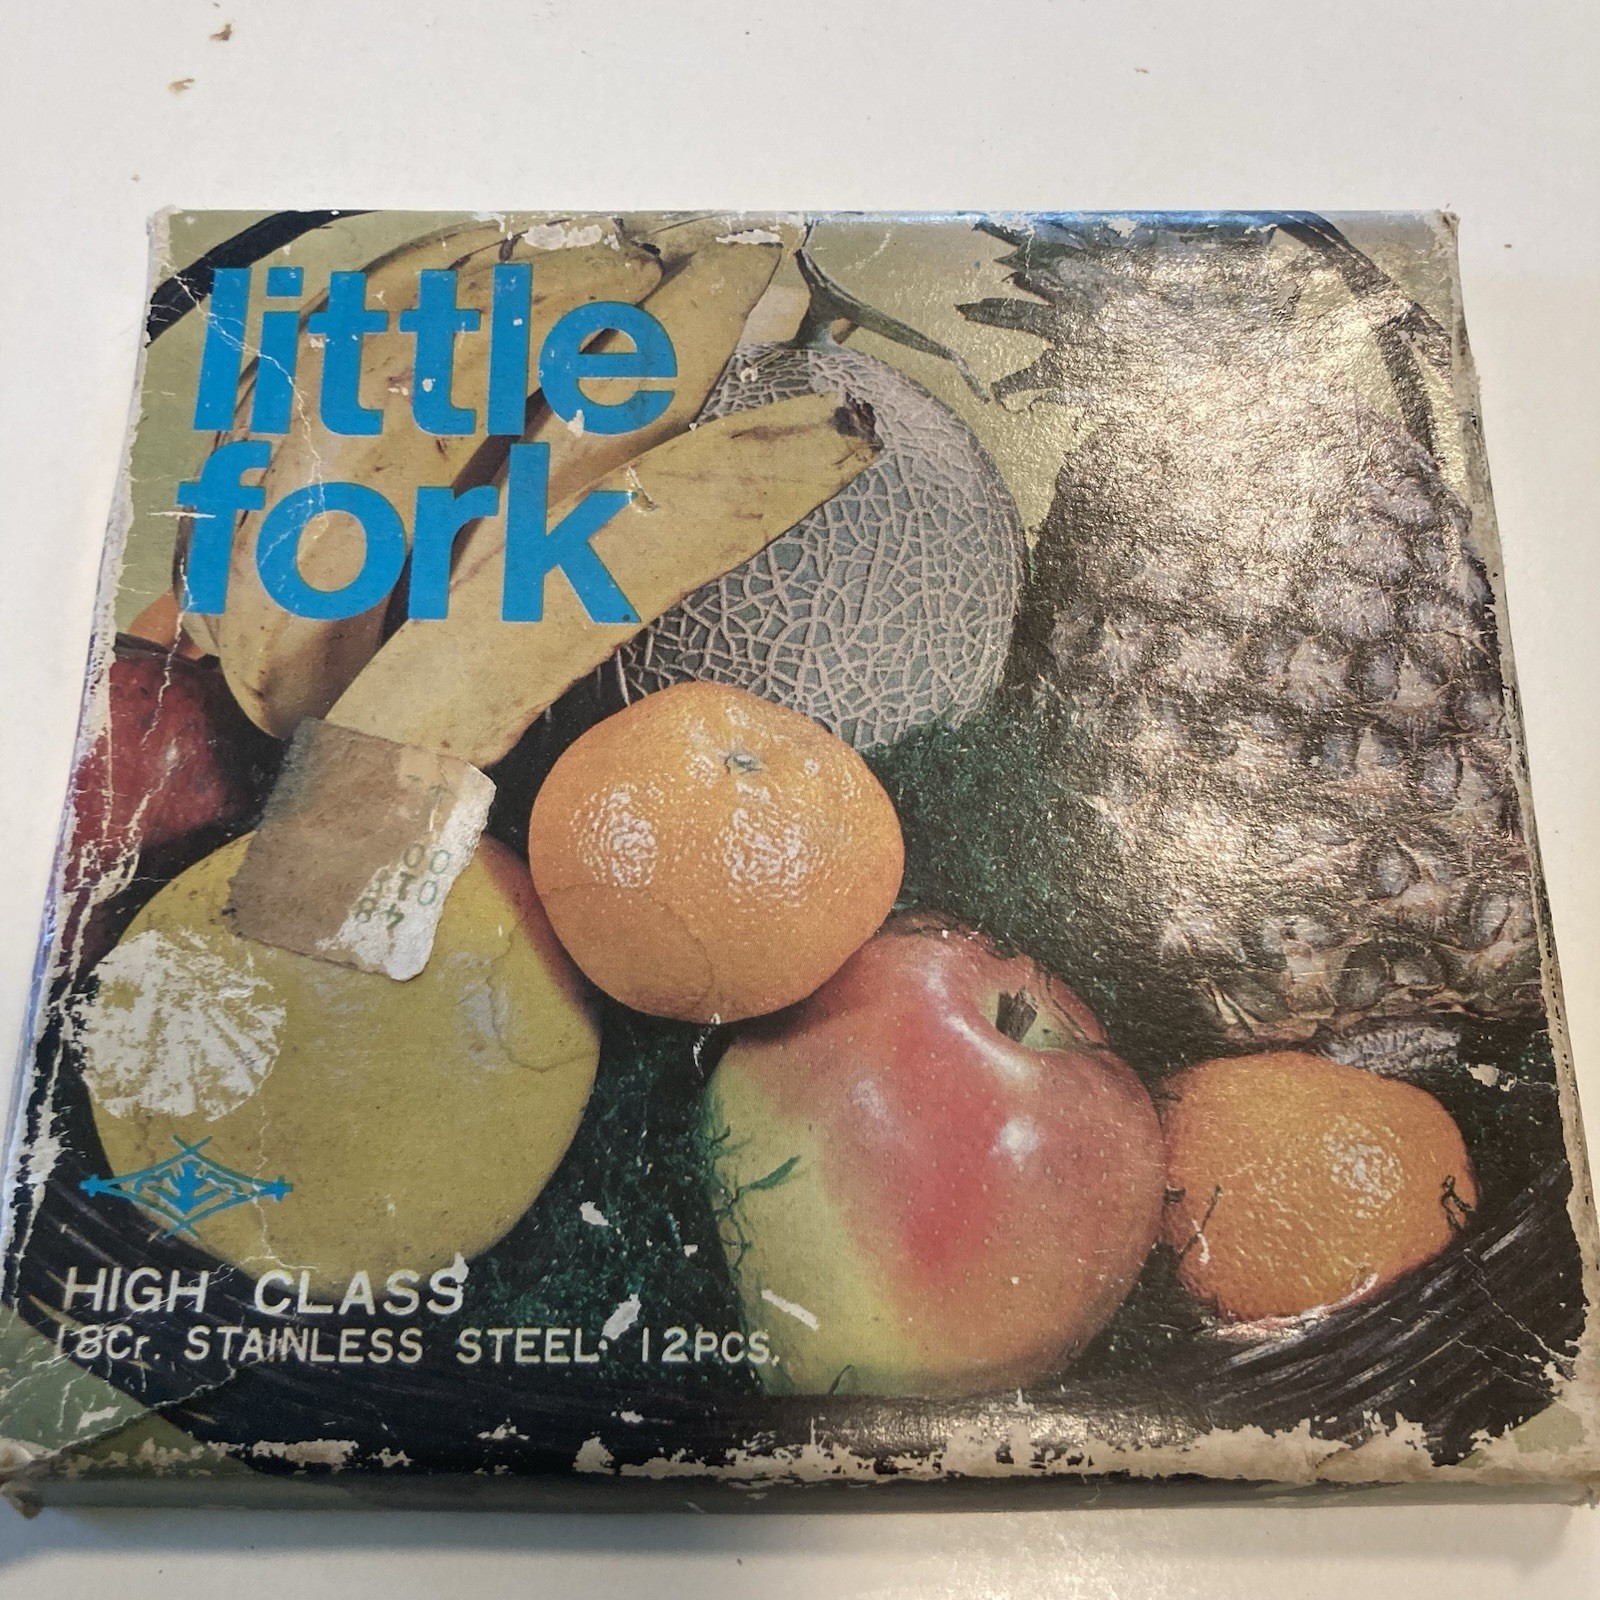 little
fork
HIGH CLASS
18Cr. STAINLESS STEEL 12PCS.